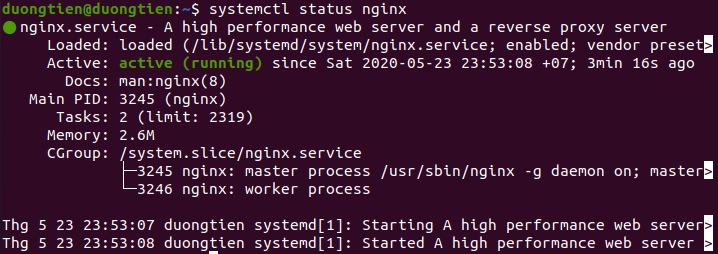 duongtien@duongtien:~$ systemctl status nginx
● nginx.service - A high performance web server and a reverse proxy server
     Loaded: loaded (/lib/systemd/system/nginx.service; enabled; vendor preset>
     Active: active (running) since Sat 2020-05-23 23:53:08 +07; 3min 16s ago
       Docs: man:nginx(8)
   Main PID: 3245 (nginx)
      Tasks: 2 (limit: 2319)
     Memory: 2.6M
     CGroup: /system.slice/nginx.service
             ├─3245 nginx: master process /usr/sbin/nginx -g daemon on; master>
             └─3246 nginx: worker process

Thg 5 23 23:53:07 duongtien systemd[1]: Starting A high performance web server>
Thg 5 23 23:53:08 duongtien systemd[1]: Started A high performance web server >